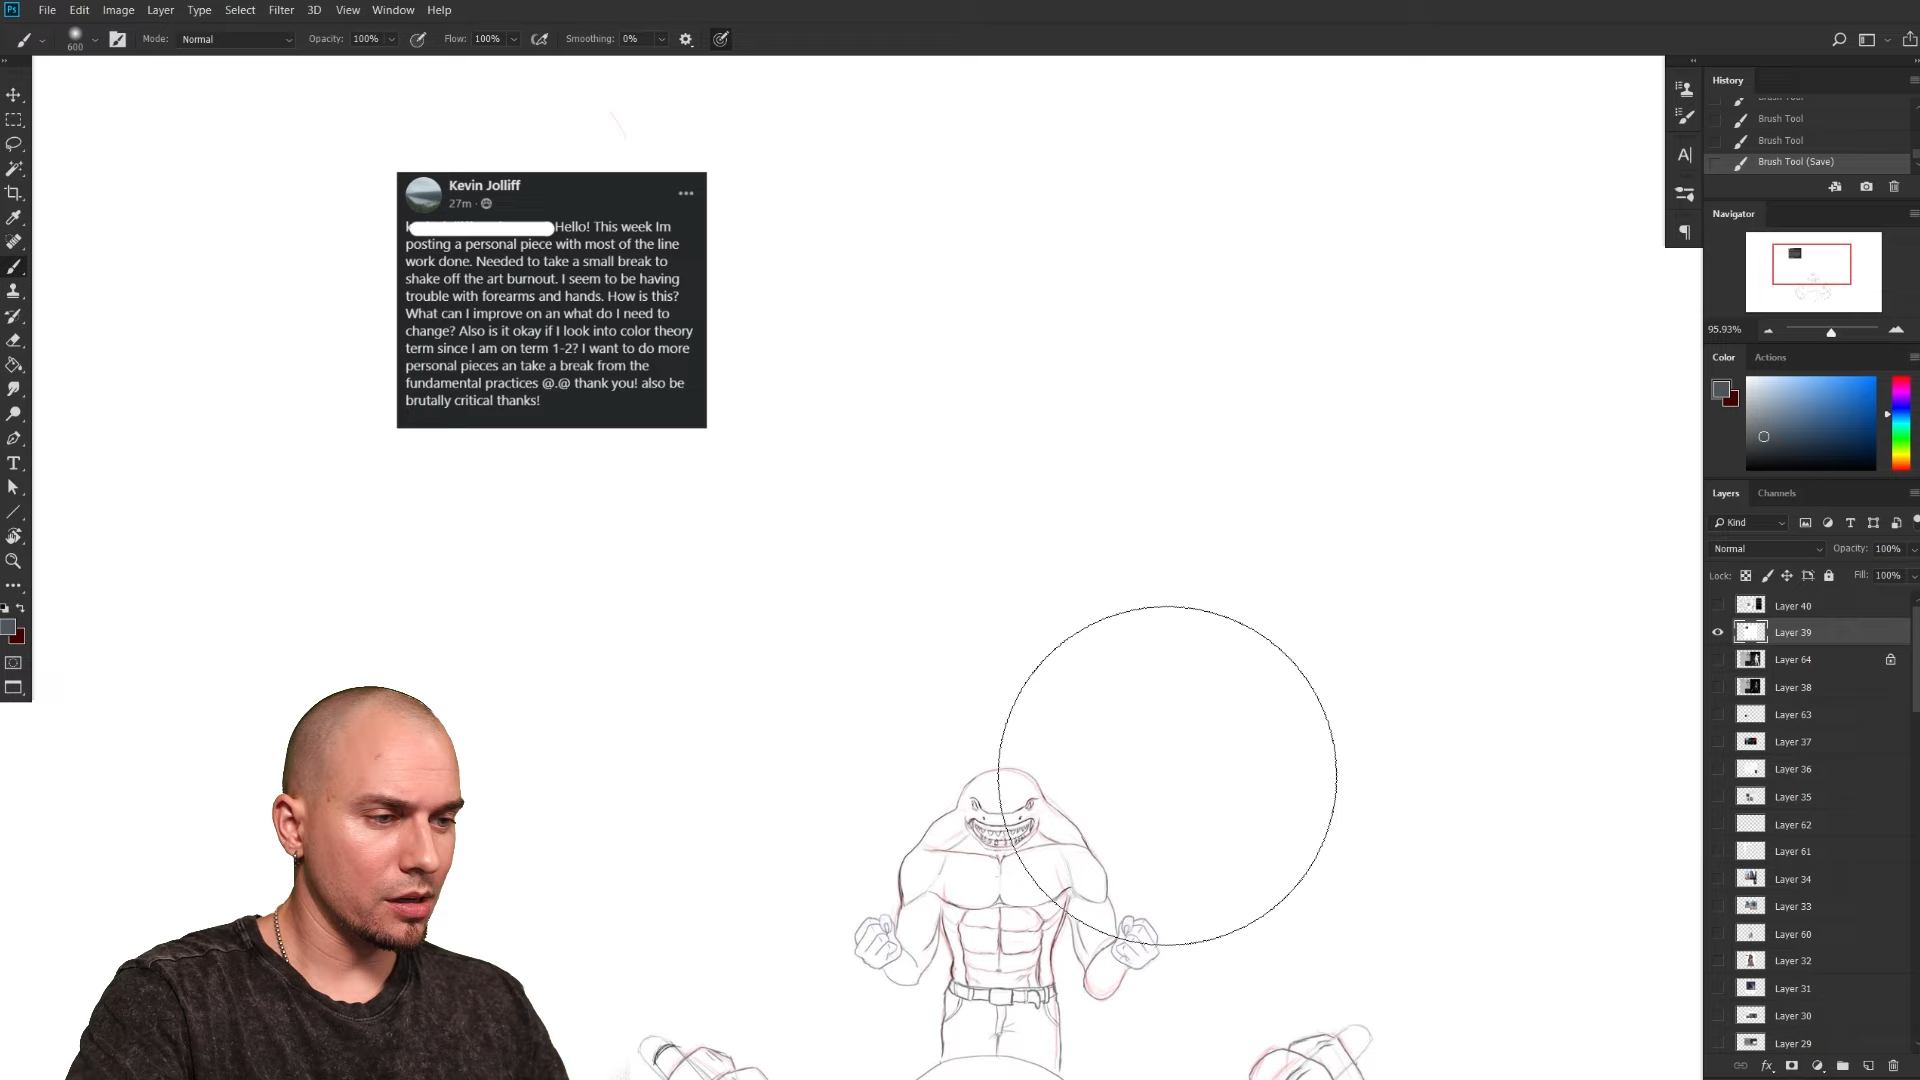 Ps File Edit Image Layer Type Select Filter 3D View Window Help
600 Mode: Normal Opacity: 100% Flow: 100% Smoothing: 0%
History
Brush Tool
Brush Tool
Brush Tool
Brush Tool (Save)
Navigator
95.93%
Color Actions
Layers Channels
Kind
Normal Opacity: 100%
Lock: Fill: 100%
Layer 40
Layer 39
Layer 64
Layer 38
Layer 63
Layer 37
Layer 36
Layer 35
Layer 62
Layer 61
Layer 34
Layer 33
Layer 60
Layer 32
Layer 31
Layer 30
Layer 29
fx
Kevin Jolliff
27m ·
Hello! This week Im
posting a personal piece with most of the line
work done. Needed to take a small break to
shake off the art burnout. I seem to be having
trouble with forearms and hands. How is this?
What can I improve on an what do I need to
change? Also is it okay if I look into color theory
term since I am on term 1-2? I want to do more
personal pieces an take a break from the
fundamental practices @.@ thank you! also be
brutally critical thanks!